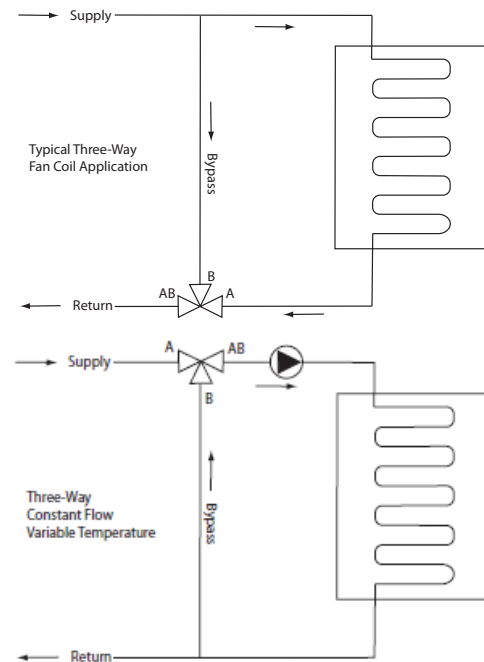 Supply
Typical Three-Way
Fan Coil Application
Bypass
B
AB
A
Return
A
AB
Supply
B
Three-Way
Constant Flow
Variable Temperature
Bypass
Return